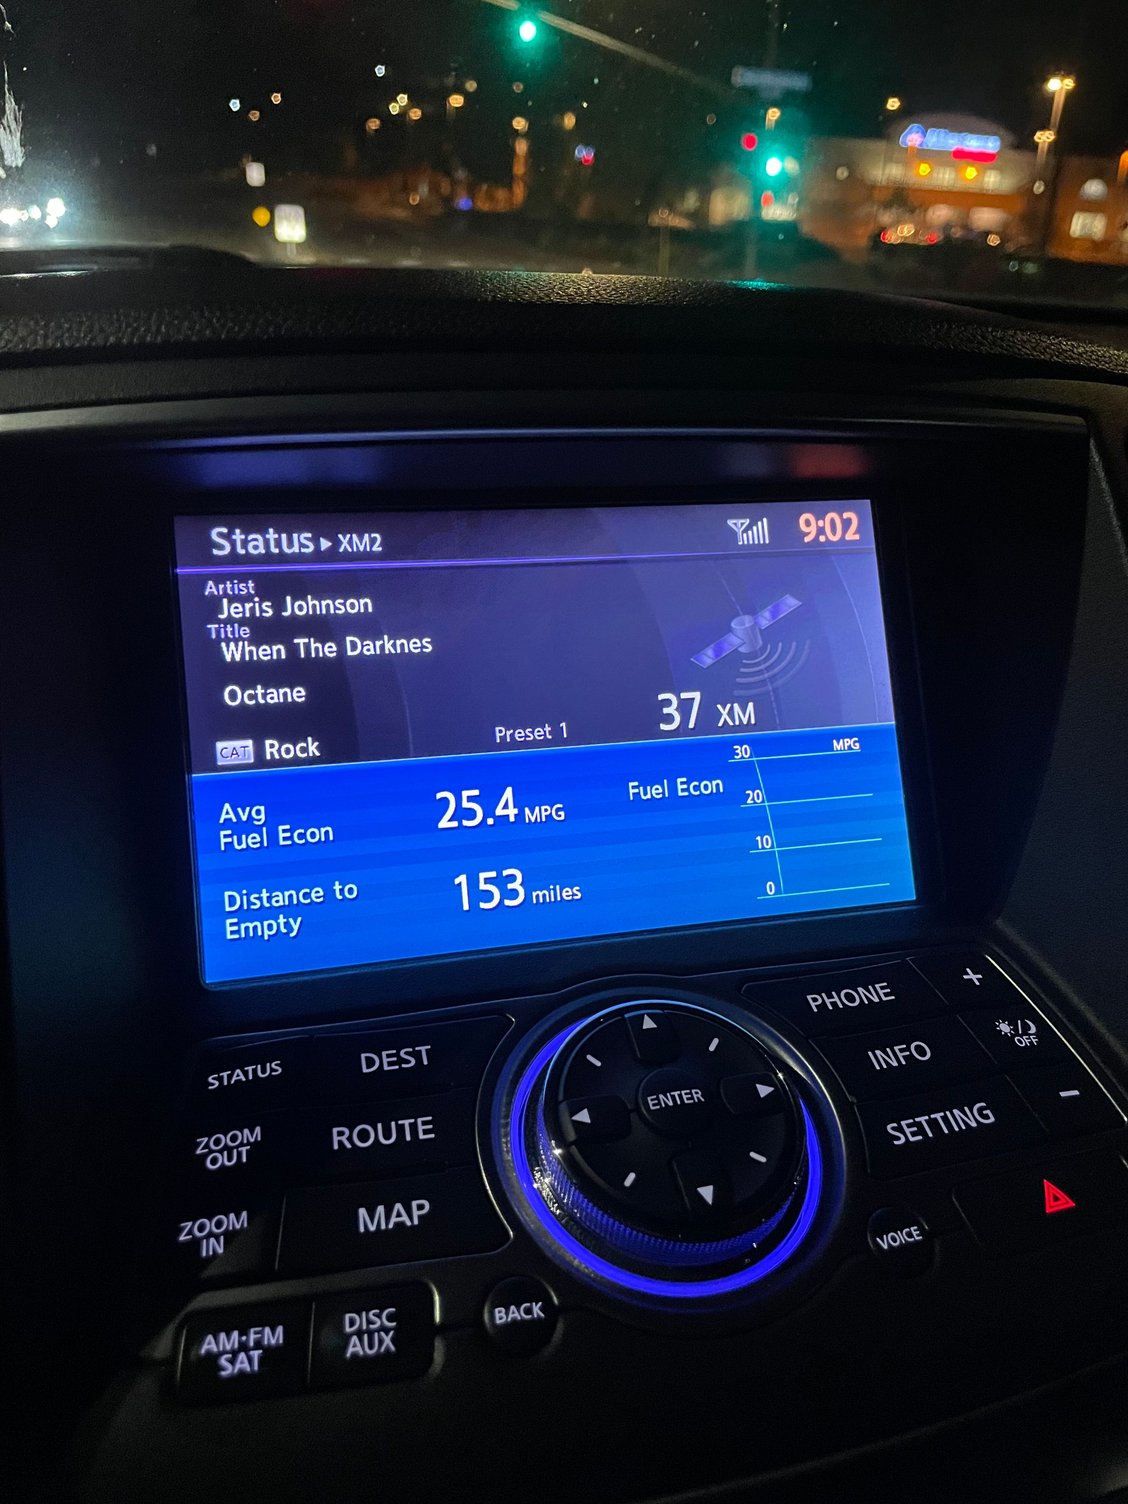 Status ▸ XM2
9:02
Artist
Jeris Johnson
Title
When The Darknes
Octane
37 XM
CAT Rock
Preset 1
Avg
Fuel Econ
25.4 MPG
Fuel Econ
MPG
30
20
10
0
Distance to
Empty
153 miles
STATUS
DEST
ZOOM
OUT
ROUTE
ZOOM
IN
MAP
AM·FM
SAT
DISC
AUX
BACK
ENTER
PHONE
+
INFO
OFF
SETTING
−
VOICE